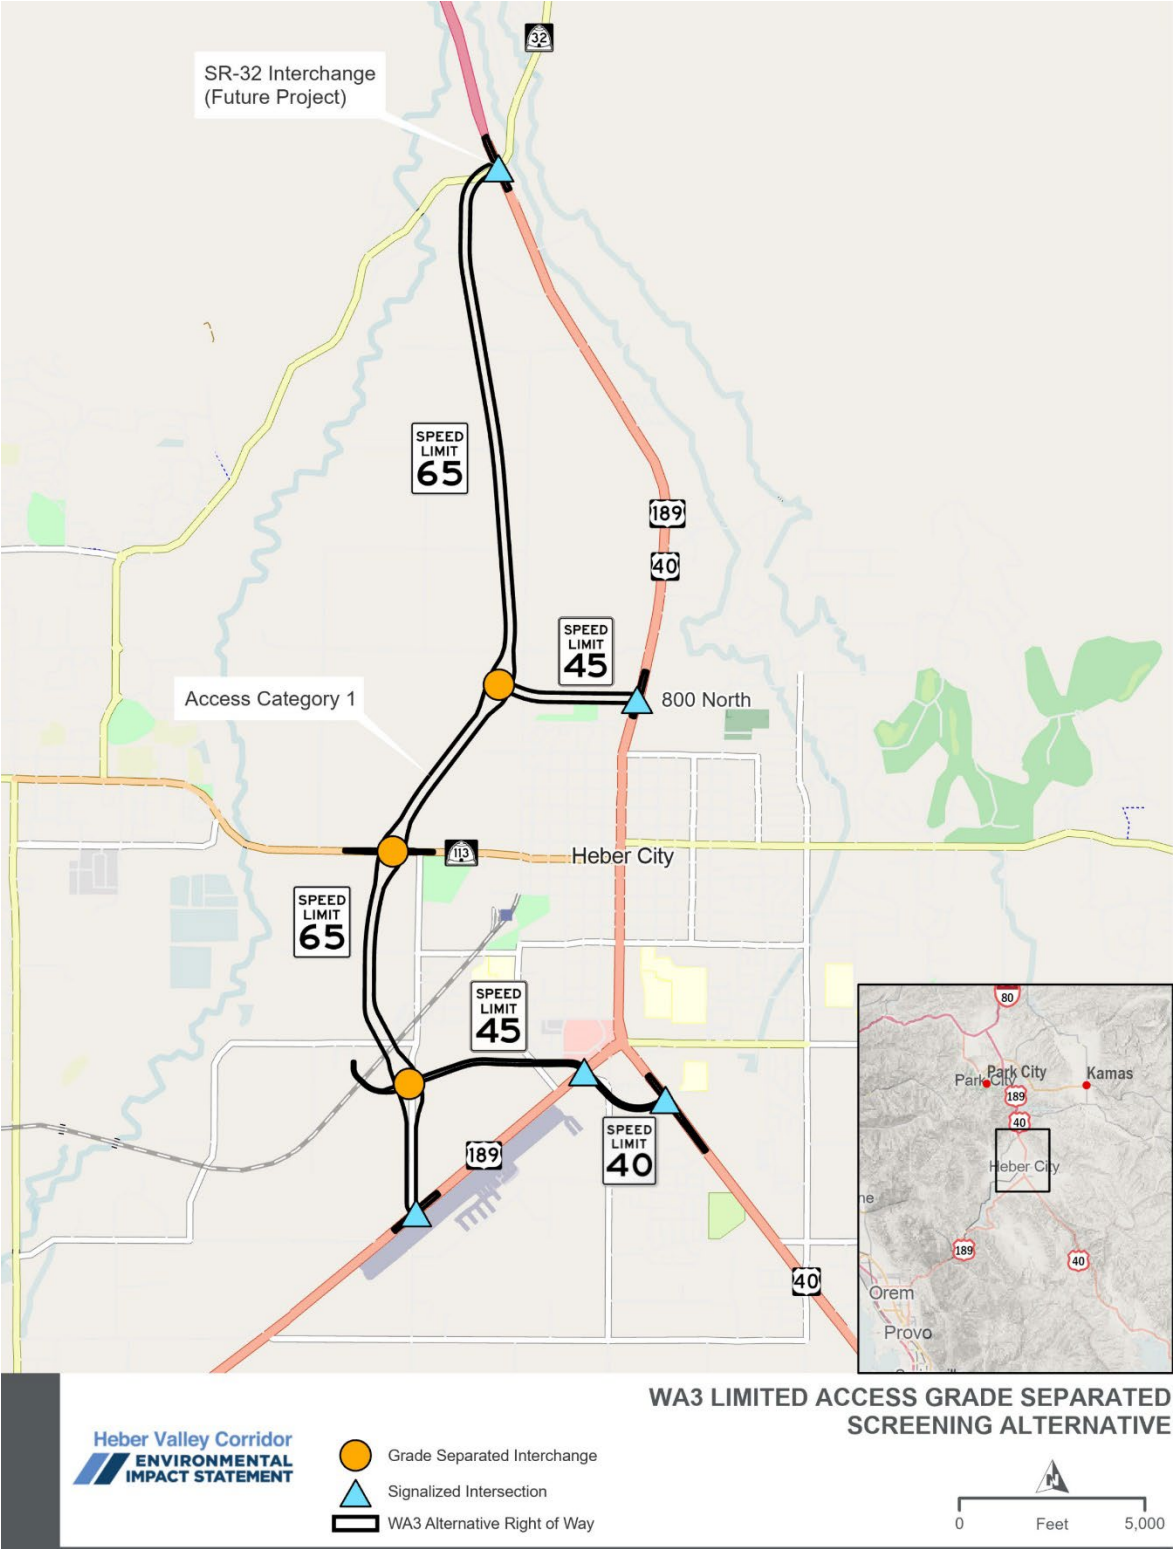 32
SR-32 Interchange
(Future Project)
SPEED
LIMIT
65
189
40
SPEED
LIMIT
45
Access Category 1
800 North
113
Heber City
SPEED
LIMIT
65
SPEED
LIMIT
45
SPEED
LIMIT
40
189
40
80
Park City
Park City
Kamas
189
40
Heber City
ne
189
40
Orem
Provo
WA3 LIMITED ACCESS GRADE SEPARATED
SCREENING ALTERNATIVE
Heber Valley Corridor
ENVIRONMENTAL
IMPACT STATEMENT
Grade Separated Interchange
Signalized Intersection
WA3 Alternative Right of Way
N
0 Feet 5,000